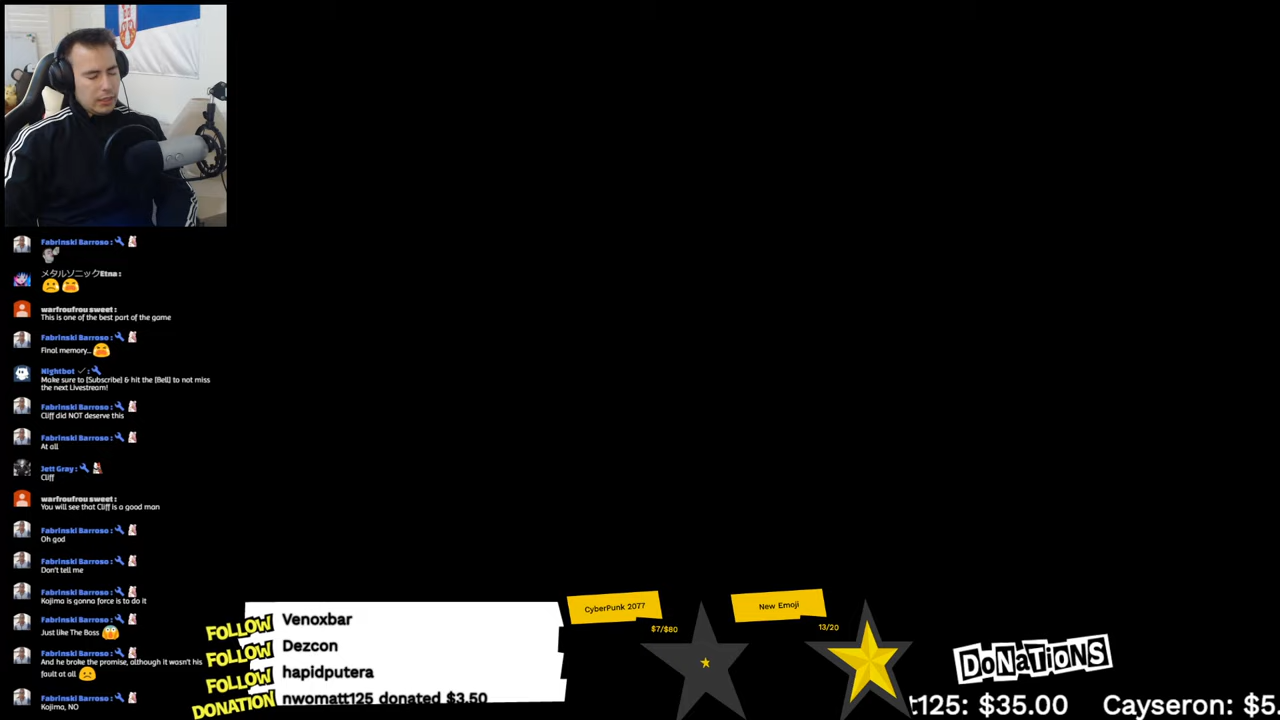 Fabrinski Barroso :
メタルソニックEtna :
warfroufrou sweet :
This is one of the best part of the game
Fabrinski Barroso :
Final memory...
Nightbot ✓ :
Make sure to [Subscribe] & hit the [Bell] to not miss
the next Livestream!
Fabrinski Barroso :
Cliff did NOT deserve this
Fabrinski Barroso :
At all
Jett Gray :
Cliff
warfroufrou sweet :
You will see that Cliff is a good man
Fabrinski Barroso :
Oh god
Fabrinski Barroso :
Don't tell me
Fabrinski Barroso :
Kojima is gonna force is to do it
Fabrinski Barroso :
Just like The Boss
Fabrinski Barroso :
And he broke the promise, although it wasn't his
fault at all
Fabrinski Barroso :
Kojima, NO
FOLLOW Venoxbar
FOLLOW Dezcon
FOLLOW hapidputera
DONATION nwomatt125 donated $3.50
CyberPunk 2077
$7/$80
New Emoji
13/20
DONATIONS
t125: $35.00 Cayseron: $5.